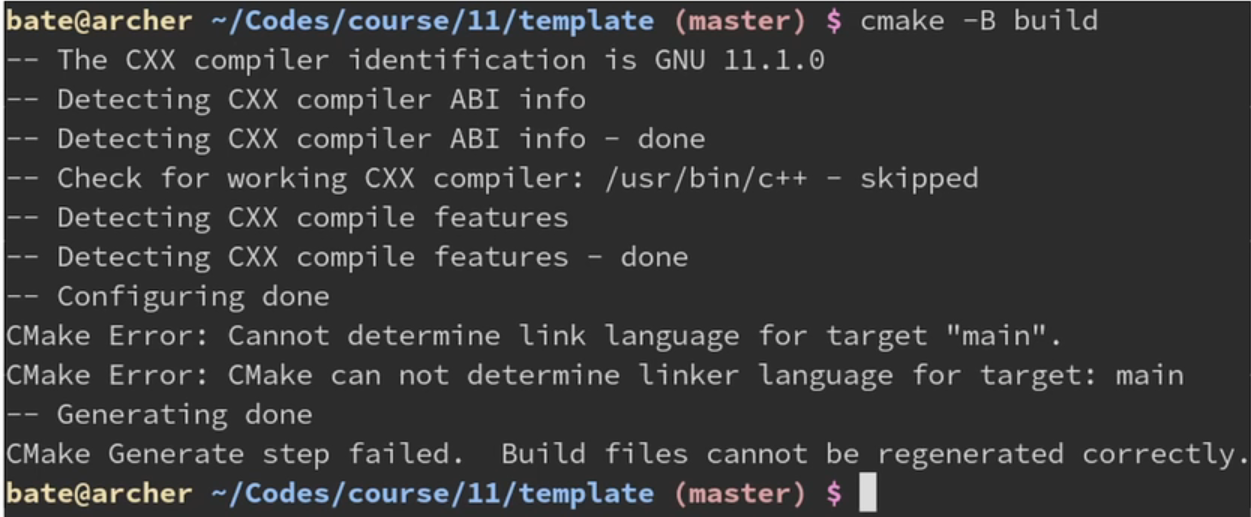 bate@archer ~/Codes/course/11/template (master) $ cmake -B build
-- The CXX compiler identification is GNU 11.1.0
-- Detecting CXX compiler ABI info
-- Detecting CXX compiler ABI info - done
-- Check for working CXX compiler: /usr/bin/c++ - skipped
-- Detecting CXX compile features
-- Detecting CXX compile features - done
-- Configuring done
CMake Error: Cannot determine link language for target "main".
CMake Error: CMake can not determine linker language for target: main
-- Generating done
CMake Generate step failed.  Build files cannot be regenerated correctly.
bate@archer ~/Codes/course/11/template (master) $